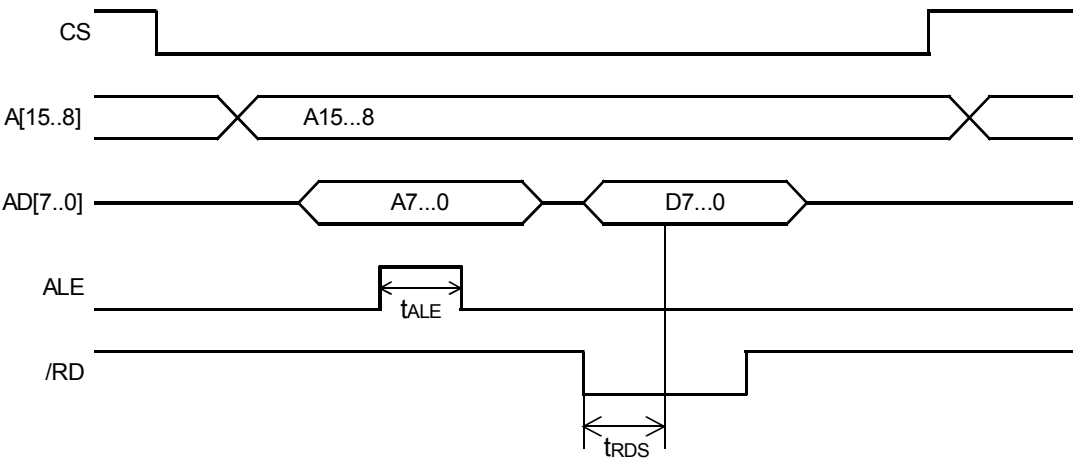 CS
A[15..8]
A15...8
AD[7..0]
A7...0
D7...0
ALE
tALE
/RD
tRDS